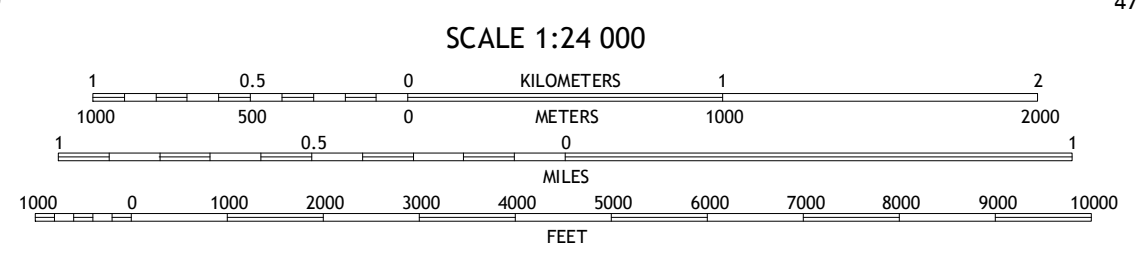 47
SCALE 1:24 000
1 0.5 0 KILOMETERS 1 2
1000 500 0 METERS 1000 2000
1 0.5 0 1
MILES
1000 0 1000 2000 3000 4000 5000 6000 7000 8000 9000 10000
FEET